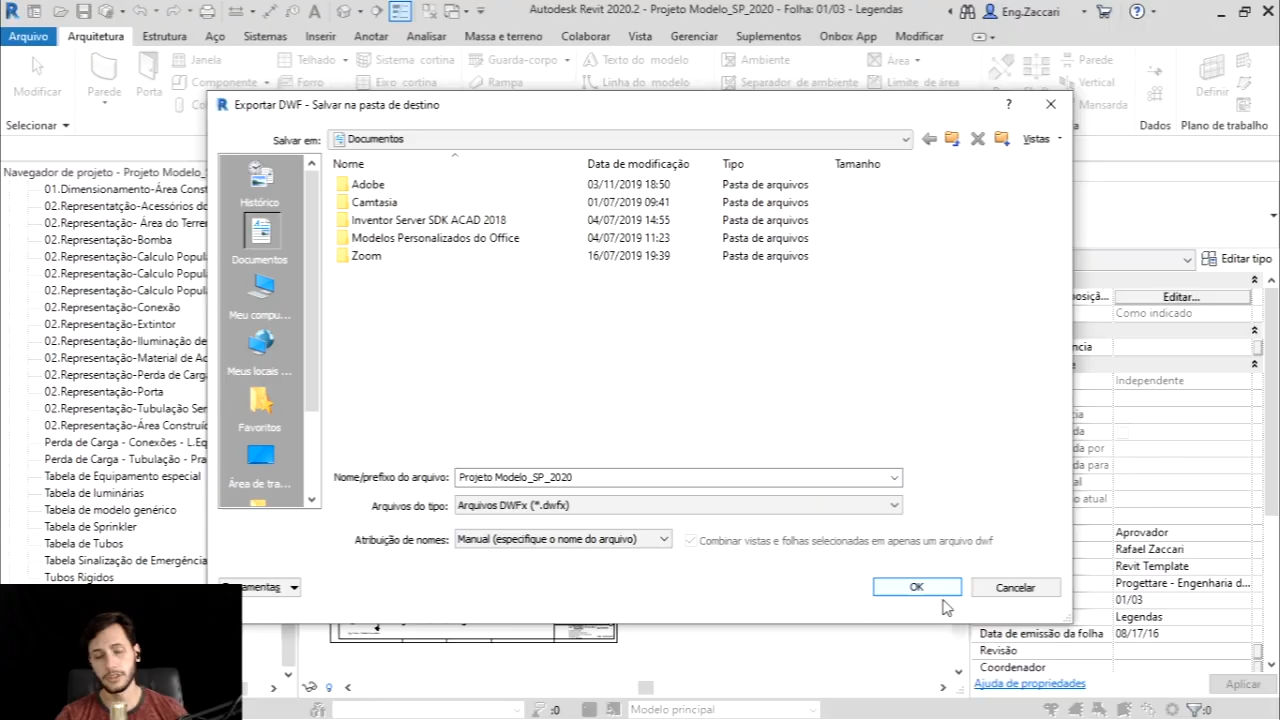 Autodesk Revit 2020.2 - Projeto Modelo_SP_2020 - Folha: 01/03 - Legendas
Eng.Zaccari
Arquivo Arquitetura Estrutura Aço Sistemas Inserir Anotar Analisar Massa e terreno Colaborar Vista Gerenciar Suplementos Onbox App Modificar
Janela Telhado Sistema cortina Guarda-corpo Texto do modelo Ambiente Área Parede
Modificar Parede Porta Componente Forro Eixo cortina Rampa Linha do modelo Separador de ambiente Limite de área Vertical Definir
Mansarda
Selecionar Dados Plano de trabalho
Exportar DWF - Salvar na pasta de destino
Salvar em: Documentos Vistas
Nome Data de modificação Tipo Tamanho
Adobe 03/11/2019 18:50 Pasta de arquivos
Camtasia 01/07/2019 09:41 Pasta de arquivos
Inventor Server SDK ACAD 2018 04/07/2019 14:55 Pasta de arquivos
Modelos Personalizados do Office 04/07/2019 11:23 Pasta de arquivos
Zoom 16/07/2019 19:39 Pasta de arquivos
Histórico
Documentos
Meu compu...
Meus locais ...
Favoritos
Área de tra...
Nome/prefixo do arquivo: Projeto Modelo_SP_2020
Arquivos do tipo: Arquivos DWFx (*.dwfx)
Atribuição de nomes: Manual (especifique o nome do arquivo) Combinar vistas e folhas selecionadas em apenas um arquivo dwf
OK Cancelar
Navegador de projeto - Projeto Modelo_
01.Dimensionamento-Área Const
02.Representatção-Acessórios do
02.Representação- Área do Terre
02.Representação-Bomba
02.Representação-Calculo Popul
02.Representação-Calculo Popul
02.Representação-Calculo Popul
02.Representação-Conexão
02.Representação-Extintor
02.Representação-Iluminação de
02.Representação-Material de Ac
02.Representação-Perda de Carg
02.Representação-Porta
02.Representação-Tubulação Ser
02.Representação-Área Construíc
Perda de Carga - Conexões - L.Eq
Perda de Carga - Tubulação - Pra
Tabela de Equipamento especial
Tabela de luminárias
Tabela de modelo genérico
Tabela de Sprinkler
Tabela de Tubos
Sinalização de Emergência
Tubos Rigidos
Editar tipo
Editar...
Como indicado
Independente
Aprovador
Rafael Zaccari
Revit Template
Progettare - Engenharia d...
01/03
Legendas
Data de emissão da folha 08/17/16
Revisão
Coordenador
Ajuda de propriedades Aplicar
:0 Modelo principal :0